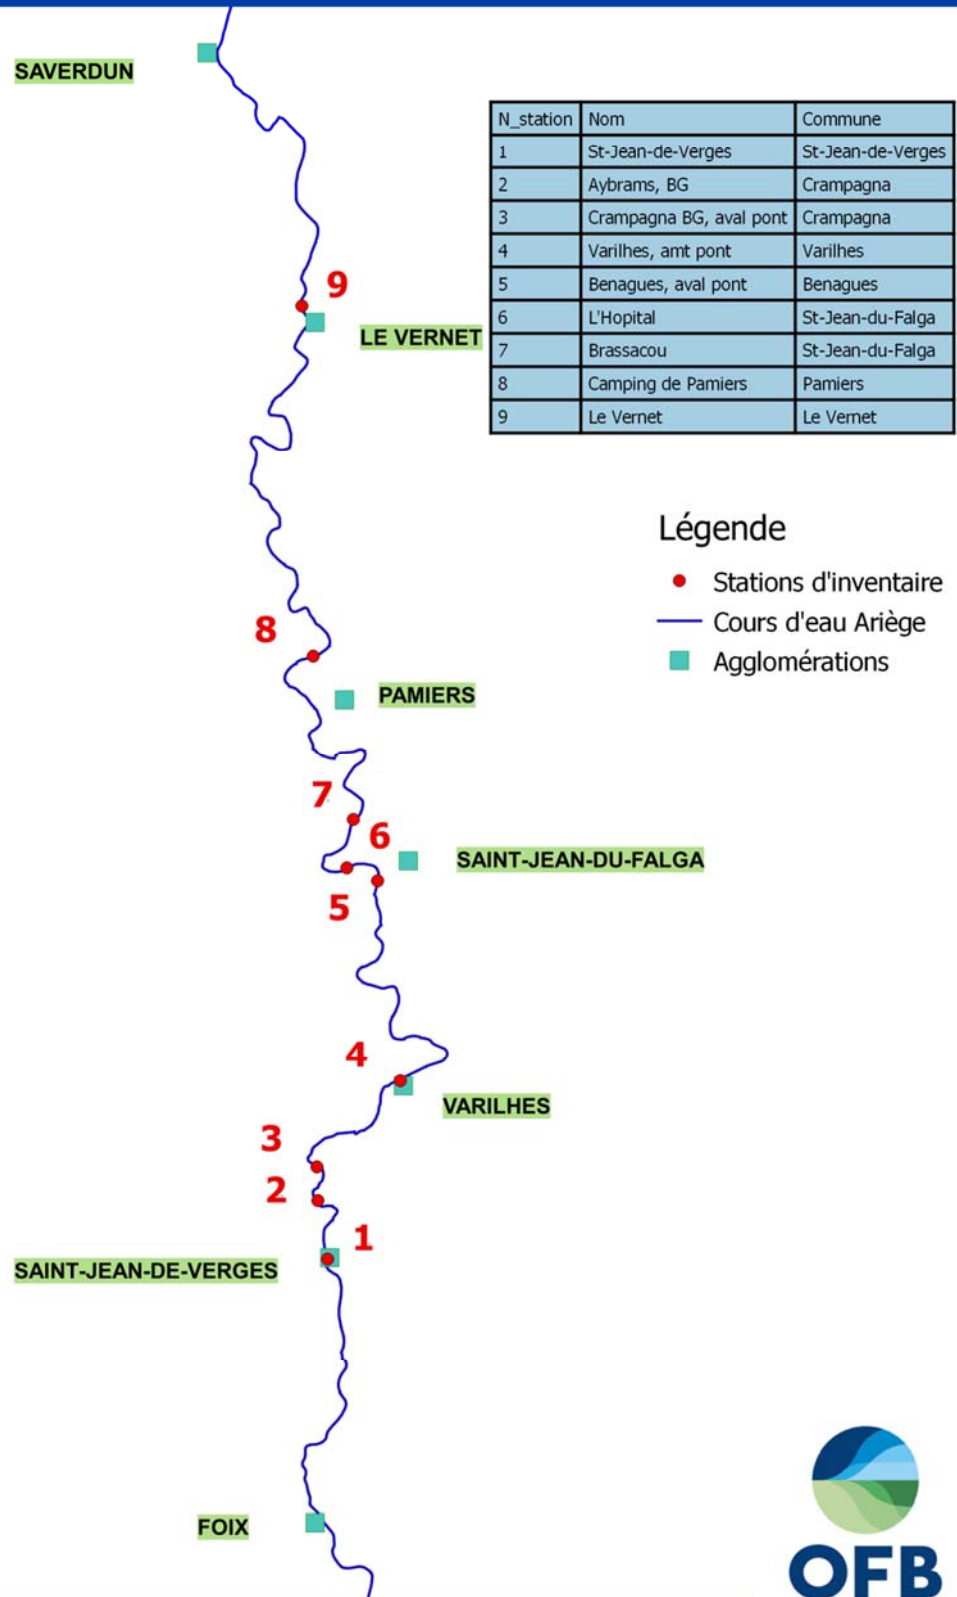 SAVERDUN
N_station Nom Commune
1 St-Jean-de-Verges St-Jean-de-Verges
2 Aybrams, BG Crampagna
3 Crampagna BG, aval pont Crampagna
4 Varilhes, amt pont Varilhes
5 Benagues, aval pont Benagues
6 L'Hopital St-Jean-du-Falga
7 Brassacou St-Jean-du-Falga
8 Camping de Pamiers Pamiers
9 Le Vernet Le Vernet
9
LE VERNET
Légende
Stations d'inventaire
Cours d'eau Ariège
Agglomérations
8
PAMIERS
7
6
SAINT-JEAN-DU-FALGA
5
4
VARILHES
3
2
1
SAINT-JEAN-DE-VERGES
FOIX
OFB